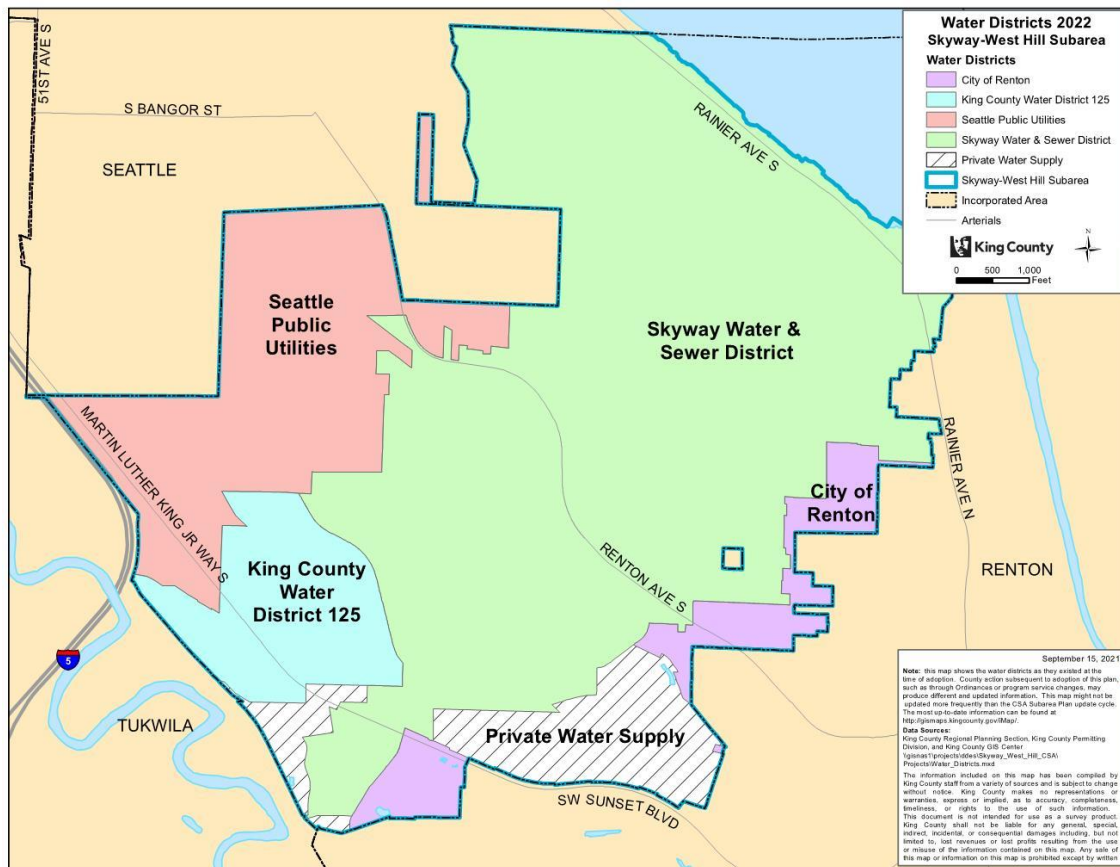 Water Districts 2022
Skyway-West Hill Subarea
Water Districts
City of Renton
King County Water District 125
Seattle Public Utilities
Skyway Water & Sewer District
Private Water Supply
Skyway-West Hill Subarea
Incorporated Area
Arterials
King County
N
0 500 1,000
Feet
51ST AVE S
S BANGOR ST
SEATTLE
RAINIER AVE S
Seattle
Public
Utilities
Skyway Water &
Sewer District
MARTIN LUTHER KING JR WAY S
King County
Water
District 125
City of
Renton
RAINIER AVE N
RENTON AVE S
RENTON
5
TUKWILA
Private Water Supply
SW SUNSET BLVD
September 15, 2021
Note: this map shows the water districts as they existed at the
time of adoption. County action subsequent to adoption of this plan,
such as through Ordinances or program service changes, may
produce different and updated information. This map might not be
updated more frequently than the CSA Subarea Plan update cycle.
The most up-to-date information can be found at
http://gismaps.kingcounty.gov/iMap/.
Data Sources:
King County Regional Planning Section, King County Permitting
Division, and King County GIS Center
\\gisnas1\projects\ddes\Skyway_West_Hill_CSA\
Projects\Water_Districts.mxd
The information included on this map has been compiled by
King County staff from a variety of sources and is subject to change
without notice. King County makes no representations or
warranties, express or implied, as to accuracy, completeness,
timeliness, or rights to the use of such information.
This document is not intended for use as a survey product.
King County shall not be liable for any general, special,
indirect, incidental, or consequential damages including, but not
limited to, lost revenues or lost profits resulting from the use
or misuse of the information contained on this map. Any sale of
this map or information on this map is prohibited except by written